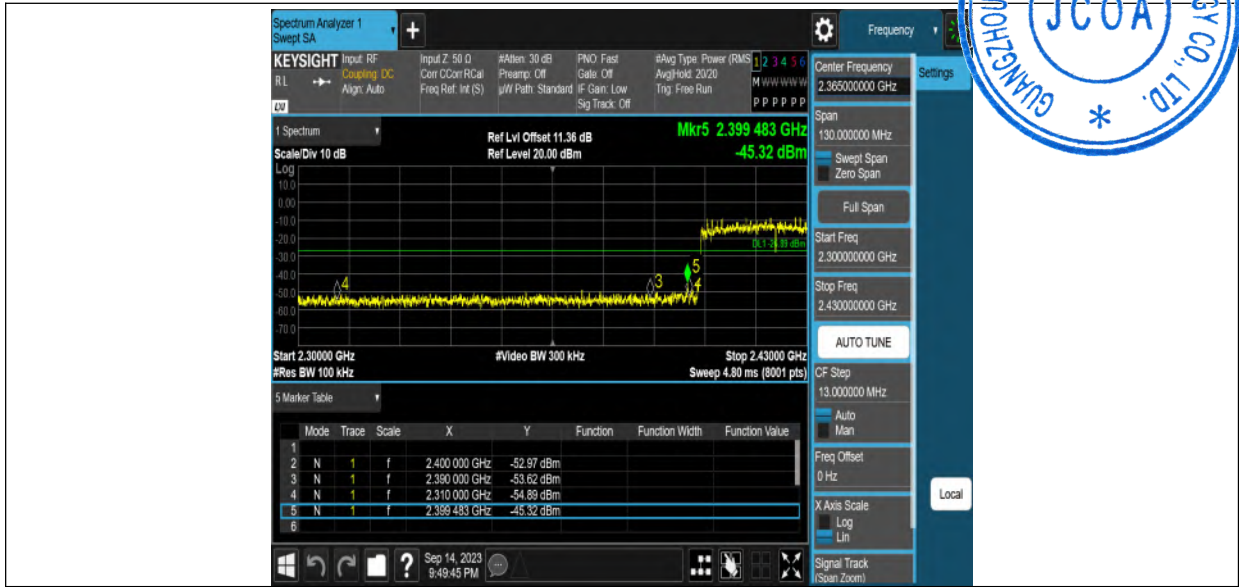 Spectrum Analyzer 1
Swept SA
+
Frequency
KEYSIGHT
RL
LXI
Input: RF
Coupling: DC
Align: Auto
Input Z: 50 Ω
Corr CCorr RCal
Freq Ref: Int (S)
#Atten: 30 dB
Preamp: Off
µW Path: Standard
PNO: Fast
Gate: Off
IF Gain: Low
Sig Track: Off
#Avg Type: Power (RMS
Avg|Hold: 20/20
Trig: Free Run
1 2 3 4 5 6
M W W W W W
P P P P P P
1 Spectrum
Scale/Div 10 dB
Ref Lvl Offset 11.36 dB
Ref Level 20.00 dBm
Mkr5 2.399 483 GHz
-45.32 dBm
Log
10.0
0.00
-10.0
-20.0
-30.0
-40.0
-50.0
-60.0
-70.0
4
3
5
Start 2.30000 GHz
#Res BW 100 kHz
#Video BW 300 kHz
Stop 2.43000 GHz
Sweep 4.80 ms (8001 pts)
5 Marker Table
Mode Trace Scale X Y Function Function Width Function Value
1
2 N 1 f 2.400 000 GHz -52.97 dBm
3 N 1 f 2.390 000 GHz -53.62 dBm
4 N 1 f 2.310 000 GHz -54.89 dBm
5 N 1 f 2.399 483 GHz -45.32 dBm
6
?
Sep 14, 2023
9:49:45 PM
Center Frequency
2.365000000 GHz
Settings
Span
130.000000 MHz
Swept Span
Zero Span
Full Span
Start Freq
2.300000000 GHz
Stop Freq
2.430000000 GHz
AUTO TUNE
CF Step
13.000000 MHz
Auto
Man
Freq Offset
0 Hz
X Axis Scale
Log
Lin
Local
Signal Track
(Span Zoom)
JCOA
GUANGZHOU
GY CO., LTD.
*